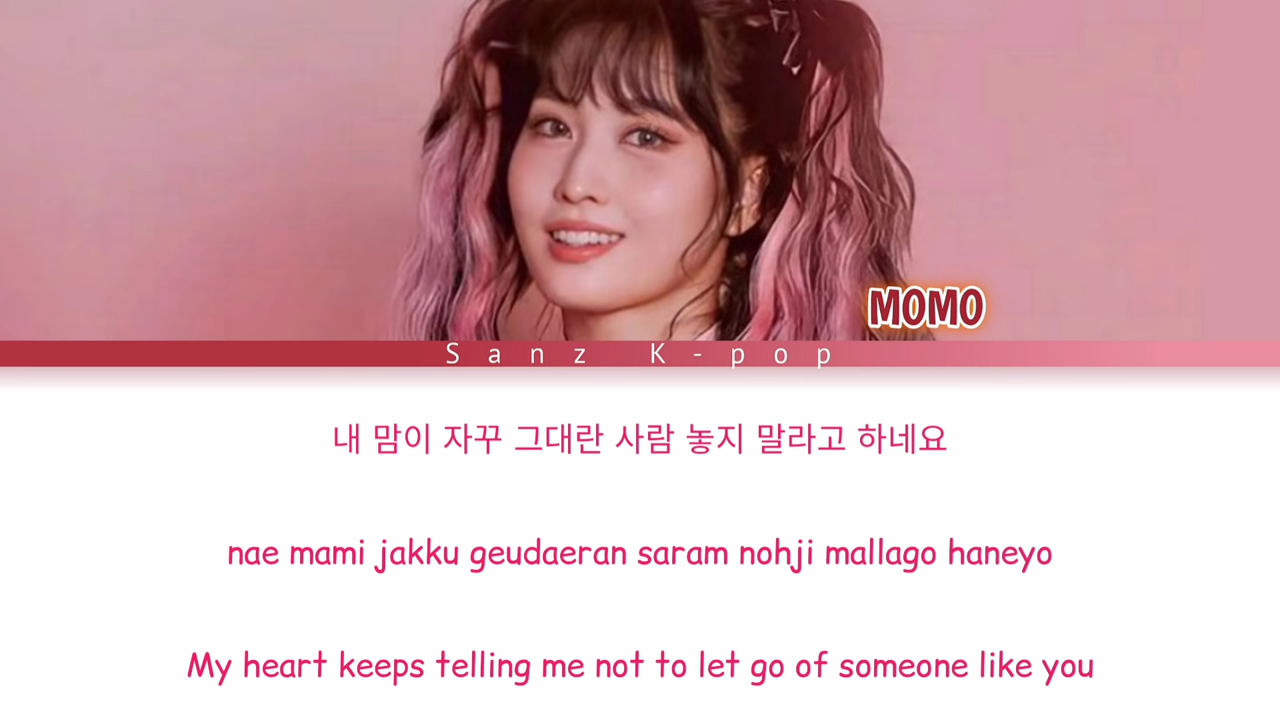 MOMO
Sanz K-pop
내 맘이 자꾸 그대란 사람 놓지 말라고 하네요
nae mami jakku geudaeran saram nohji mallago haneyo
My heart keeps telling me not to let go of someone like you